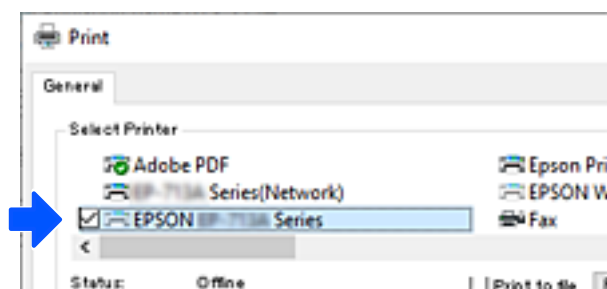 Print
General
Select Printer
Adobe PDF
Epson Pri
Series(Network)
EPSON W
EPSON Series
Fax
Status: Offline
Print to file